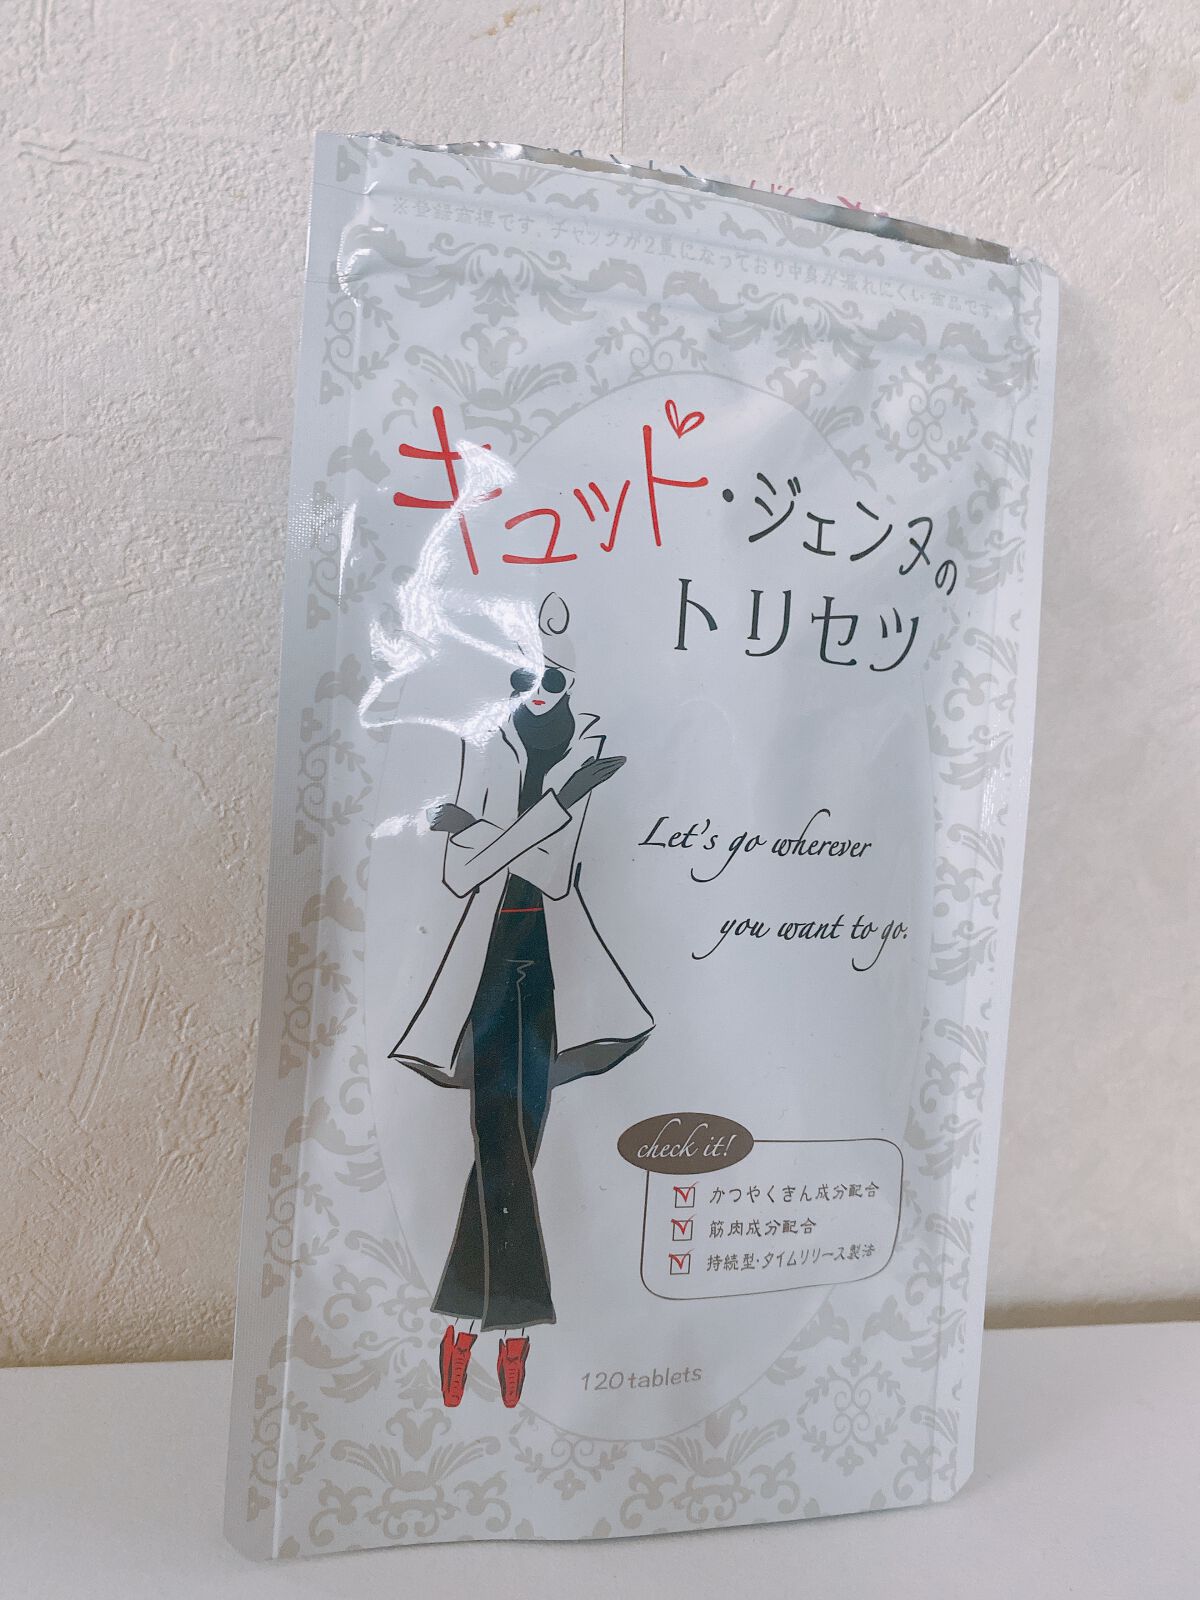 ※登録商標です。チャックが2重になっており中身が漏れにくい商品です。
キュッド・ジェンヌの
トリセツ
Let's go wherever
you want to go.
check it!
かつやくきん成分配合
筋肉成分配合
持続型・タイムリリース製法
120tablets